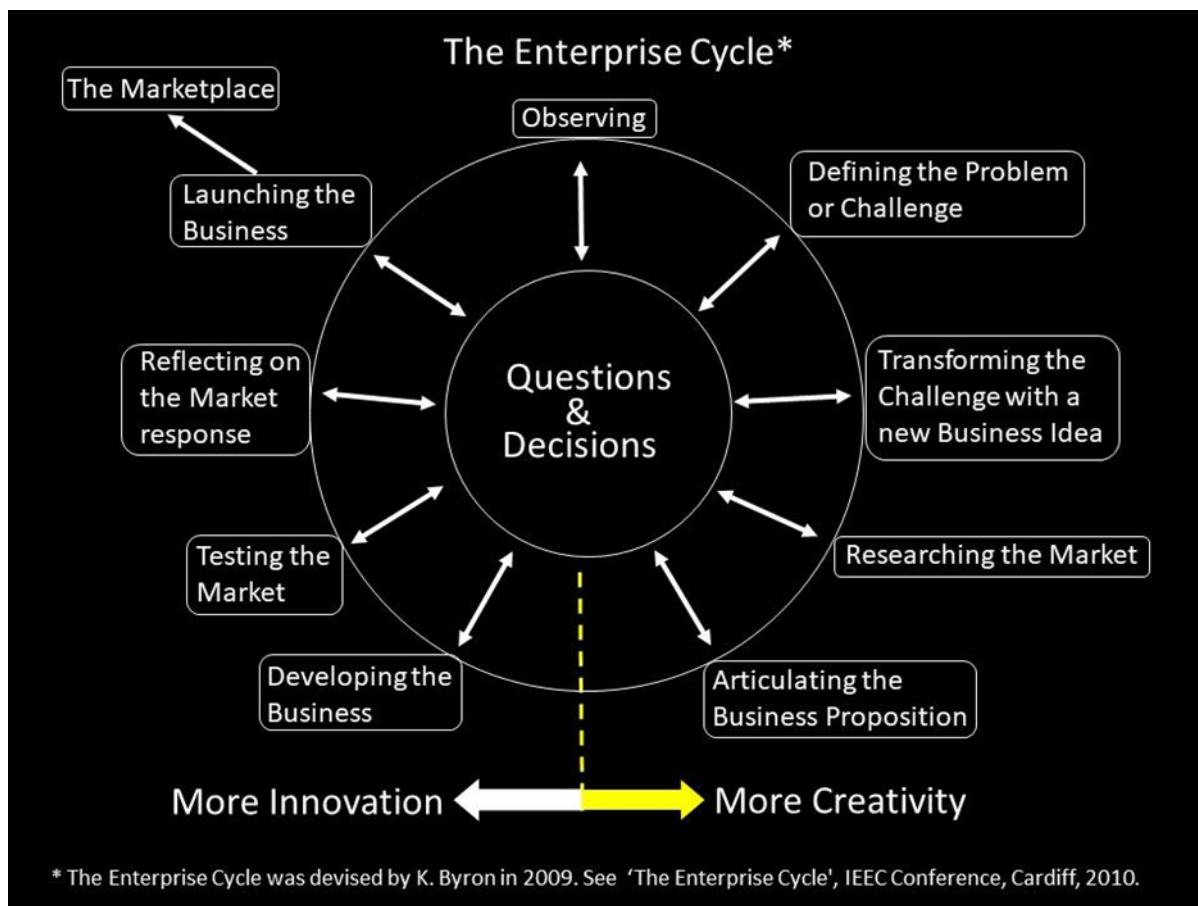 The Enterprise Cycle*
The Marketplace
Observing
Launching the
Business
Defining the Problem
or Challenge
Reflecting on
the Market
response
Questions
&
Decisions
Transforming the
Challenge with a
new Business Idea
Testing the
Market
Researching the Market
Developing the
Business
Articulating the
Business Proposition
More Innovation
More Creativity
* The Enterprise Cycle was devised by K. Byron in 2009. See 'The Enterprise Cycle', IEEC Conference, Cardiff, 2010.